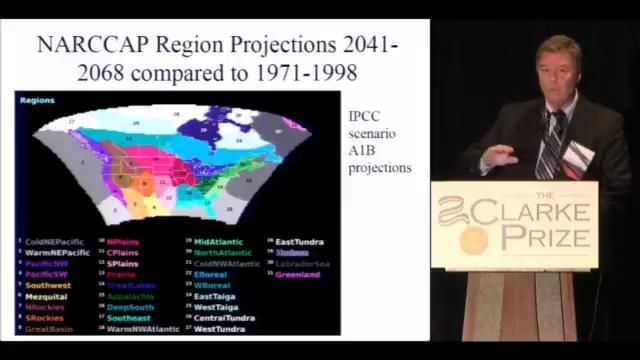 NARCCAP Region Projections 2041-
2068 compared to 1971-1998
Regions
IPCC
scenario
A1B
projections
1 ColdNEPacific
2 WarmNEPacific
3 PacificNW
4 PacificSW
5 Southwest
6 Mezquital
7 NRockies
8 SRockies
9 GreatBasin
10 NPlains
11 CPlains
12 SPlains
13 Prairie
14 GreatLakes
15 Appalachia
16 DeepSouth
17 Southeast
18 WarmNWAtlantic
19 MidAtlantic
20 NorthAtlantic
21 ColdNWAtlantic
22 EBoreal
23 WBoreal
24 EastTaiga
25 WestTaiga
26 CentralTundra
27 WestTundra
28 EastTundra
29 Hudson
30 LabradorSea
31 Greenland
THE
CLARKE
PRIZE